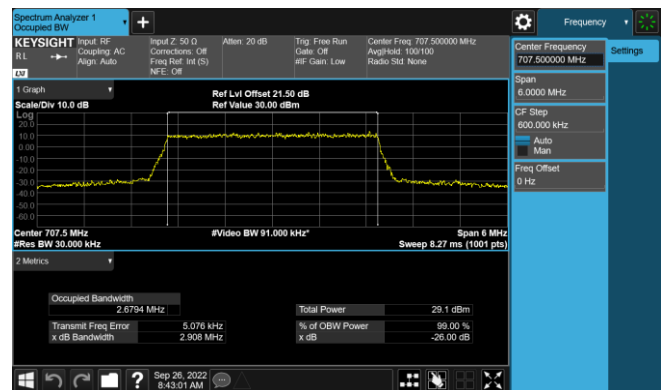 Spectrum Analyzer 1
Occupied BW
Frequency
KEYSIGHT
RL
Input: RF
Coupling: AC
Align: Auto
Input Z: 50 Ω
Corrections: Off
Freq Ref: Int (S)
NFE: Off
Atten: 20 dB
Trig: Free Run
Gate: Off
#IF Gain: Low
Center Freq: 707.500000 MHz
Avg|Hold: 100/100
Radio Std: None
LXI
1 Graph
Scale/Div 10.0 dB
Ref Lvl Offset 21.50 dB
Ref Value 30.00 dBm
Log
20.0
10.0
0.00
-10.0
-20.0
-30.0
-40.0
-50.0
-60.0
Center 707.5 MHz
#Video BW 91.000 kHz*
Span 6 MHz
#Res BW 30.000 kHz
Sweep 8.27 ms (1001 pts)
2 Metrics
Occupied Bandwidth
2.6794 MHz
Total Power 29.1 dBm
Transmit Freq Error 5.076 kHz
% of OBW Power 99.00 %
x dB Bandwidth 2.908 MHz
x dB -26.00 dB
?
Sep 26, 2022
8:43:01 AM
Center Frequency
707.500000 MHz
Settings
Span
6.0000 MHz
CF Step
600.000 kHz
Auto
Man
Freq Offset
0 Hz